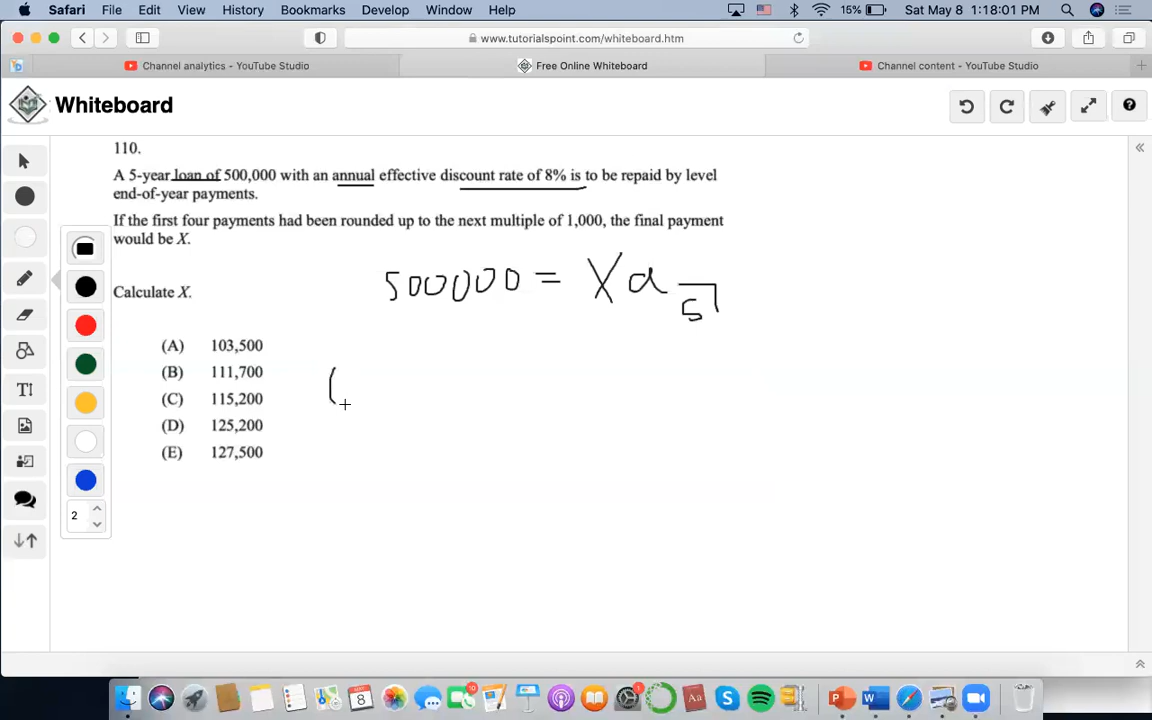 Safari File Edit View History Bookmarks Develop Window Help 15% Sat May 8 1:18:01 PM
www.tutorialspoint.com/whiteboard.htm
Channel analytics - YouTube Studio Free Online Whiteboard Channel content - YouTube Studio
Whiteboard
110.
A 5-year loan of 500,000 with an annual effective discount rate of 8% is to be repaid by level
end-of-year payments.
If the first four payments had been rounded up to the next multiple of 1,000, the final payment
would be X.
500000 = X a 5
Calculate X.
(A) 103,500
(B) 111,700
(C) 115,200
(D) 125,200
(E) 127,500
(
TI
2